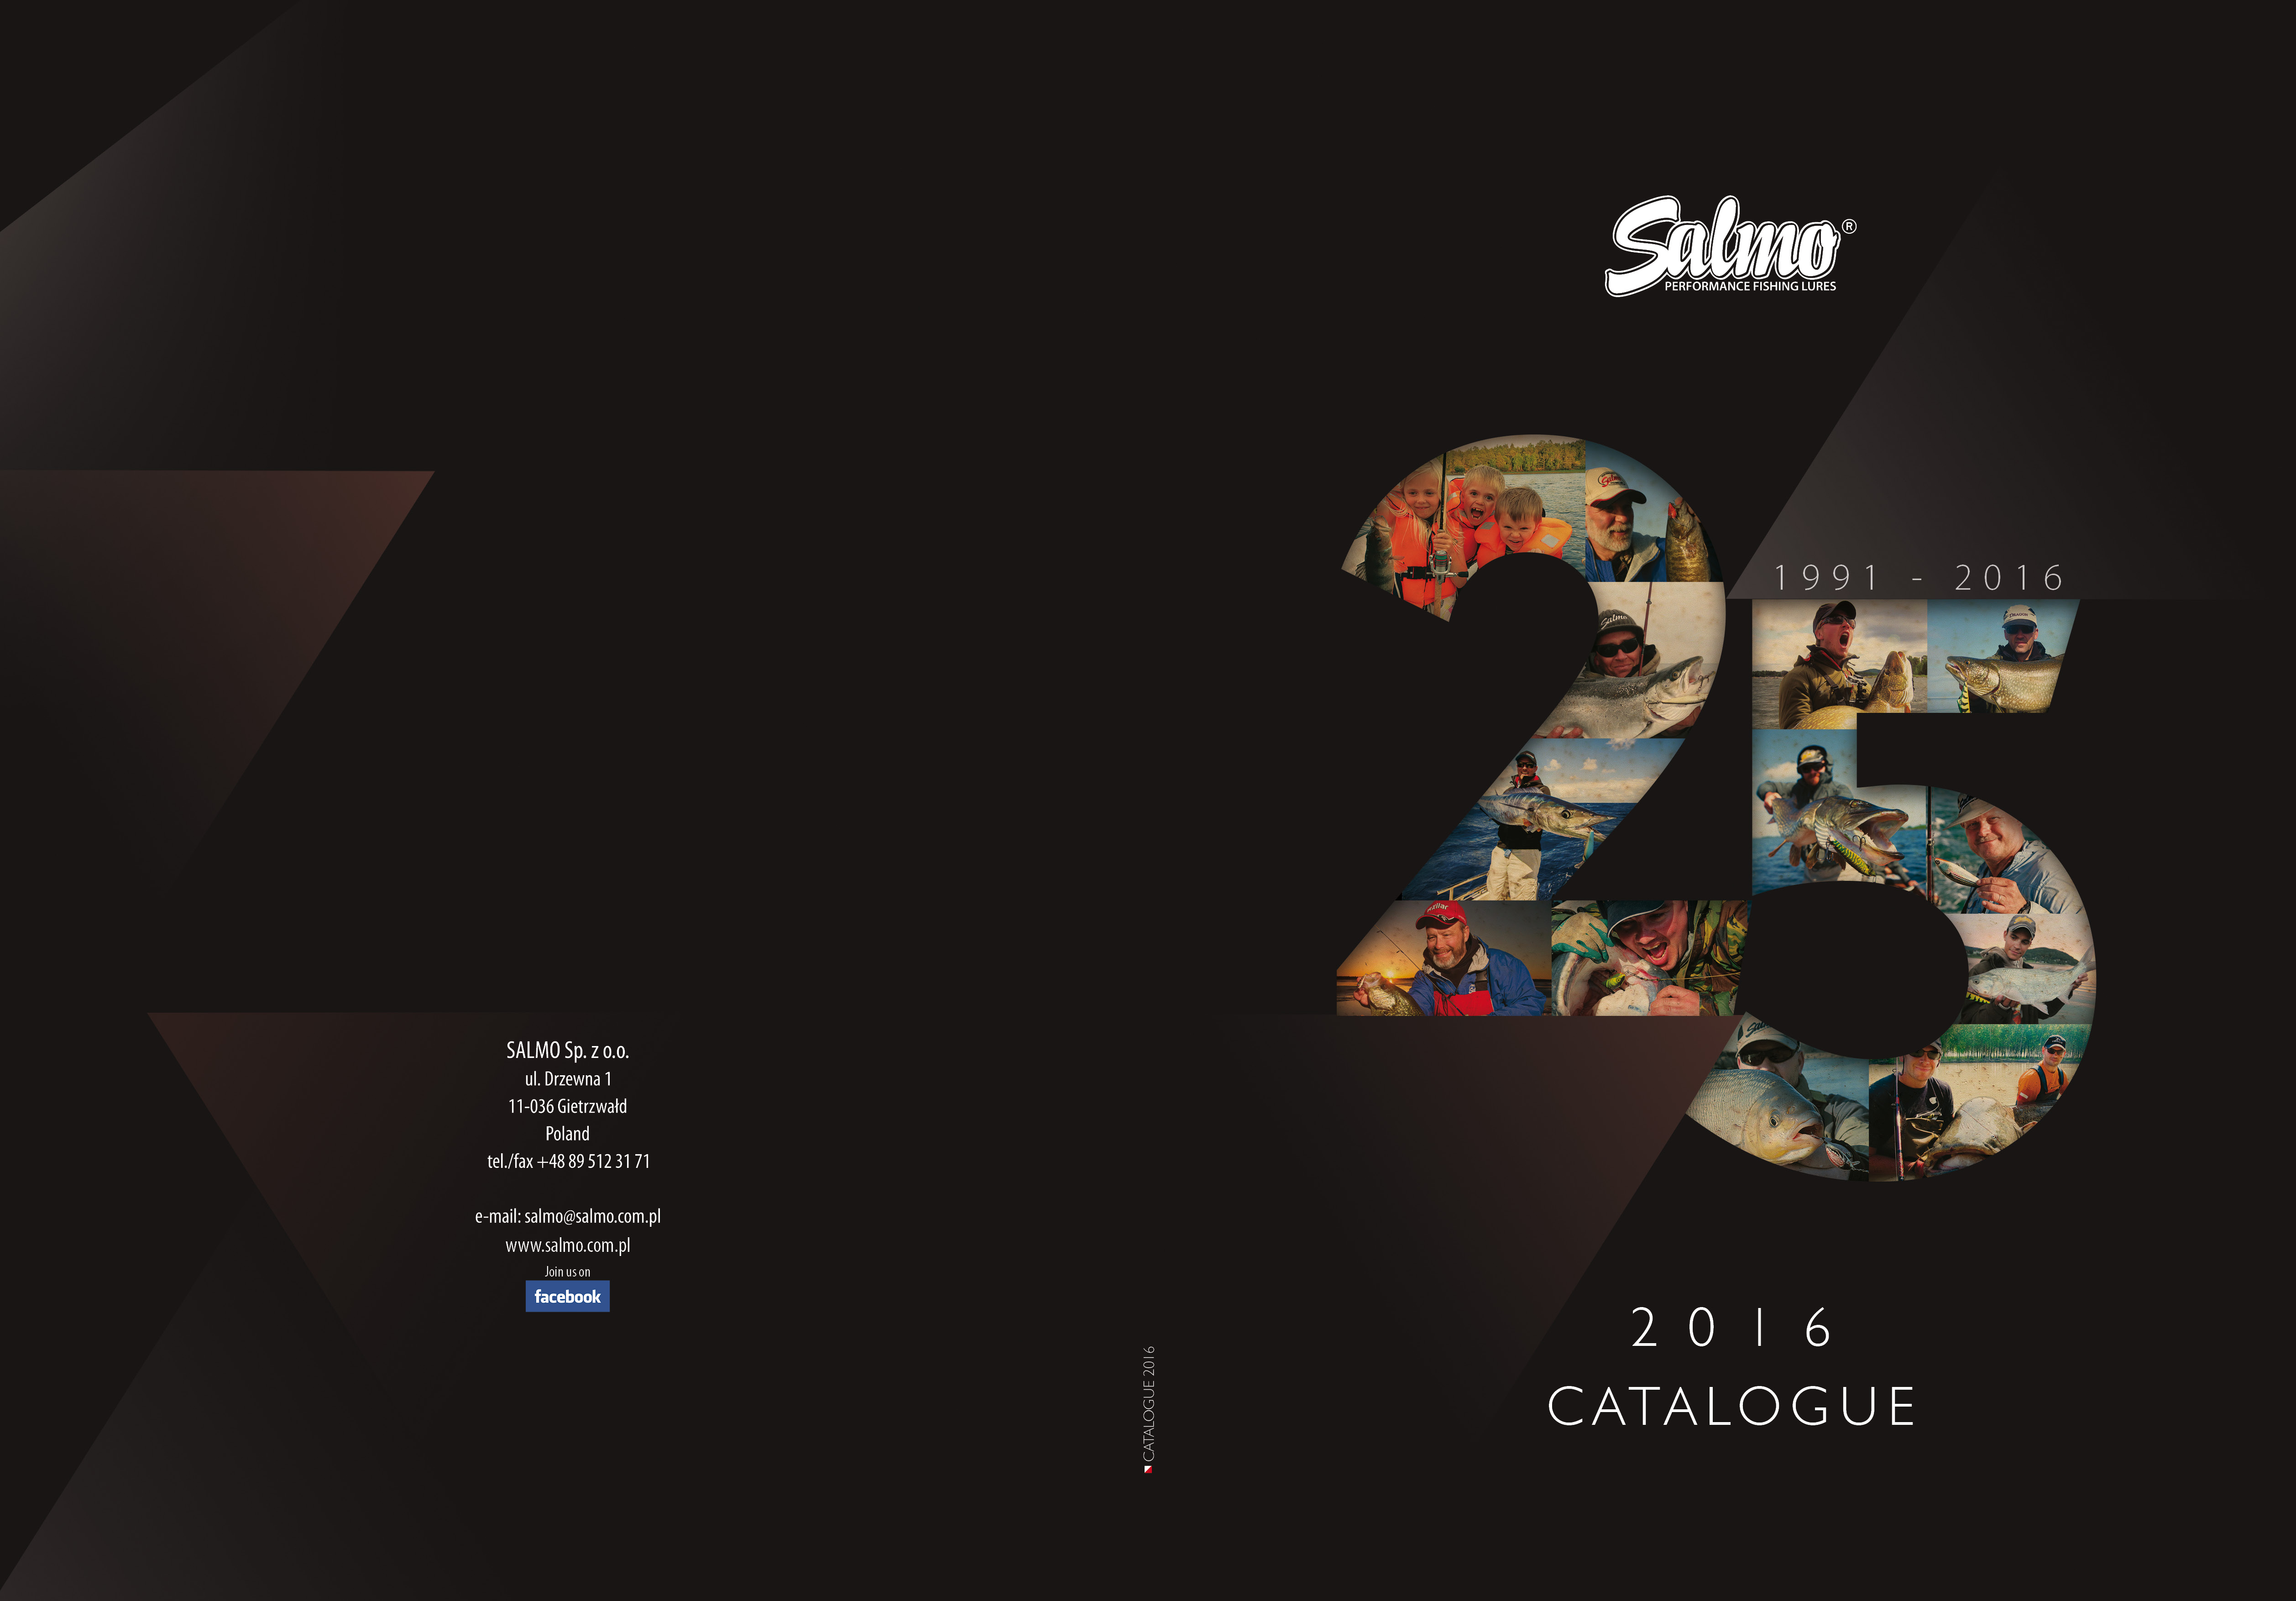 SALMO Sp. z o.o.
ul. Drzewna 1
11-036 Gietrzwałd
Poland
tel./fax +48 89 512 31 71
e-mail: salmo@salmo.com.pl
www.salmo.com.pl
Join us on
facebook
CATALOGUE 2016
Salmo®
PERFORMANCE FISHING LURES
1991 - 2016
25
Salmo
2016
CATALOGUE